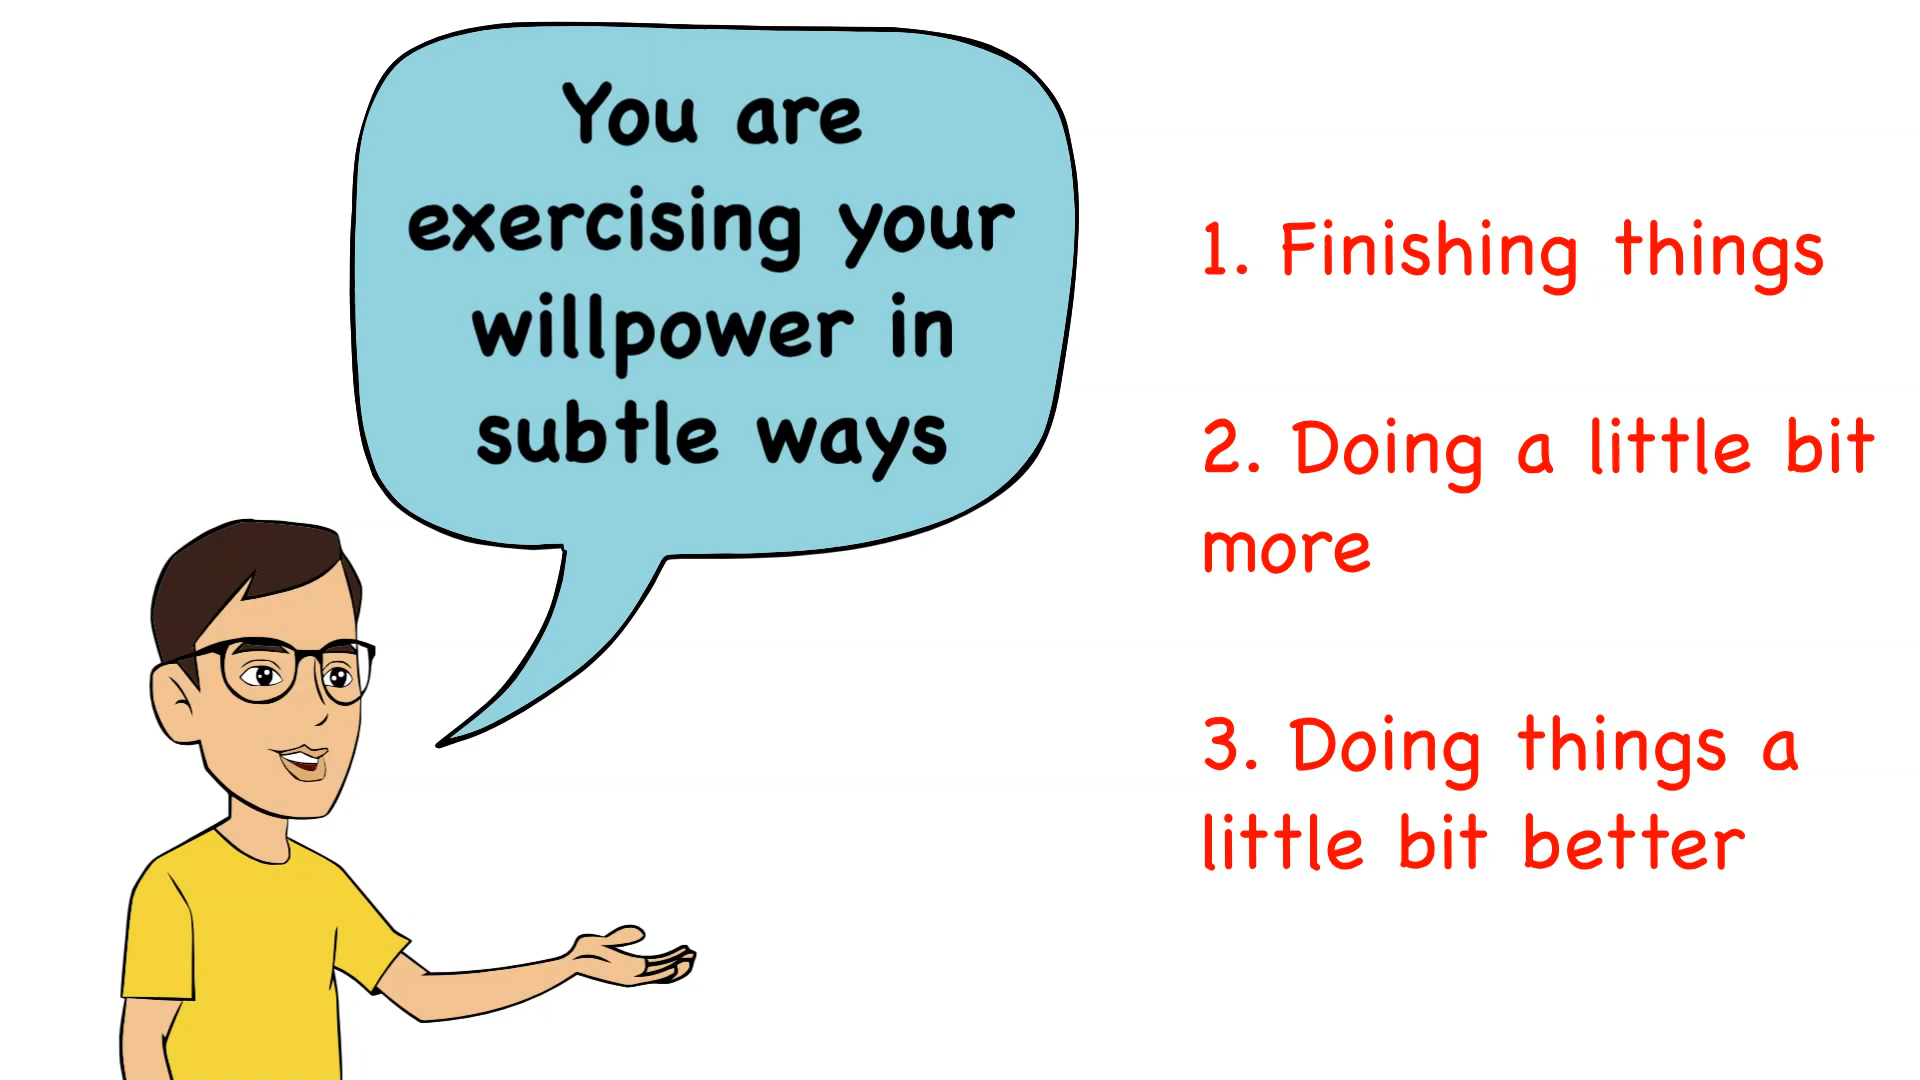 You are
exercising your
willpower in
subtle ways
1. Finishing things
2. Doing a little bit
more
3. Doing things a
little bit better